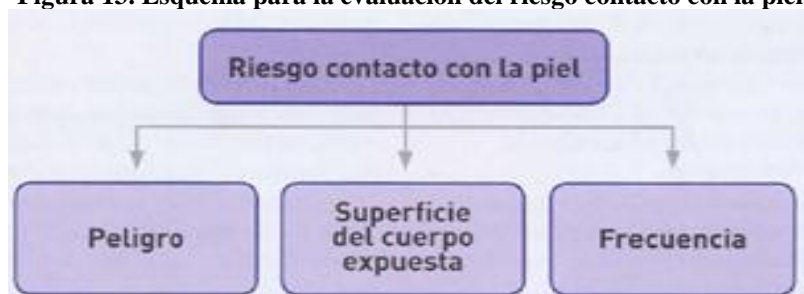 Figura 13. Esquema para la evaluación del riesgo contacto con la piel
Riesgo contacto con la piel
Peligro
Superficie
del cuerpo
expuesta
Frecuencia